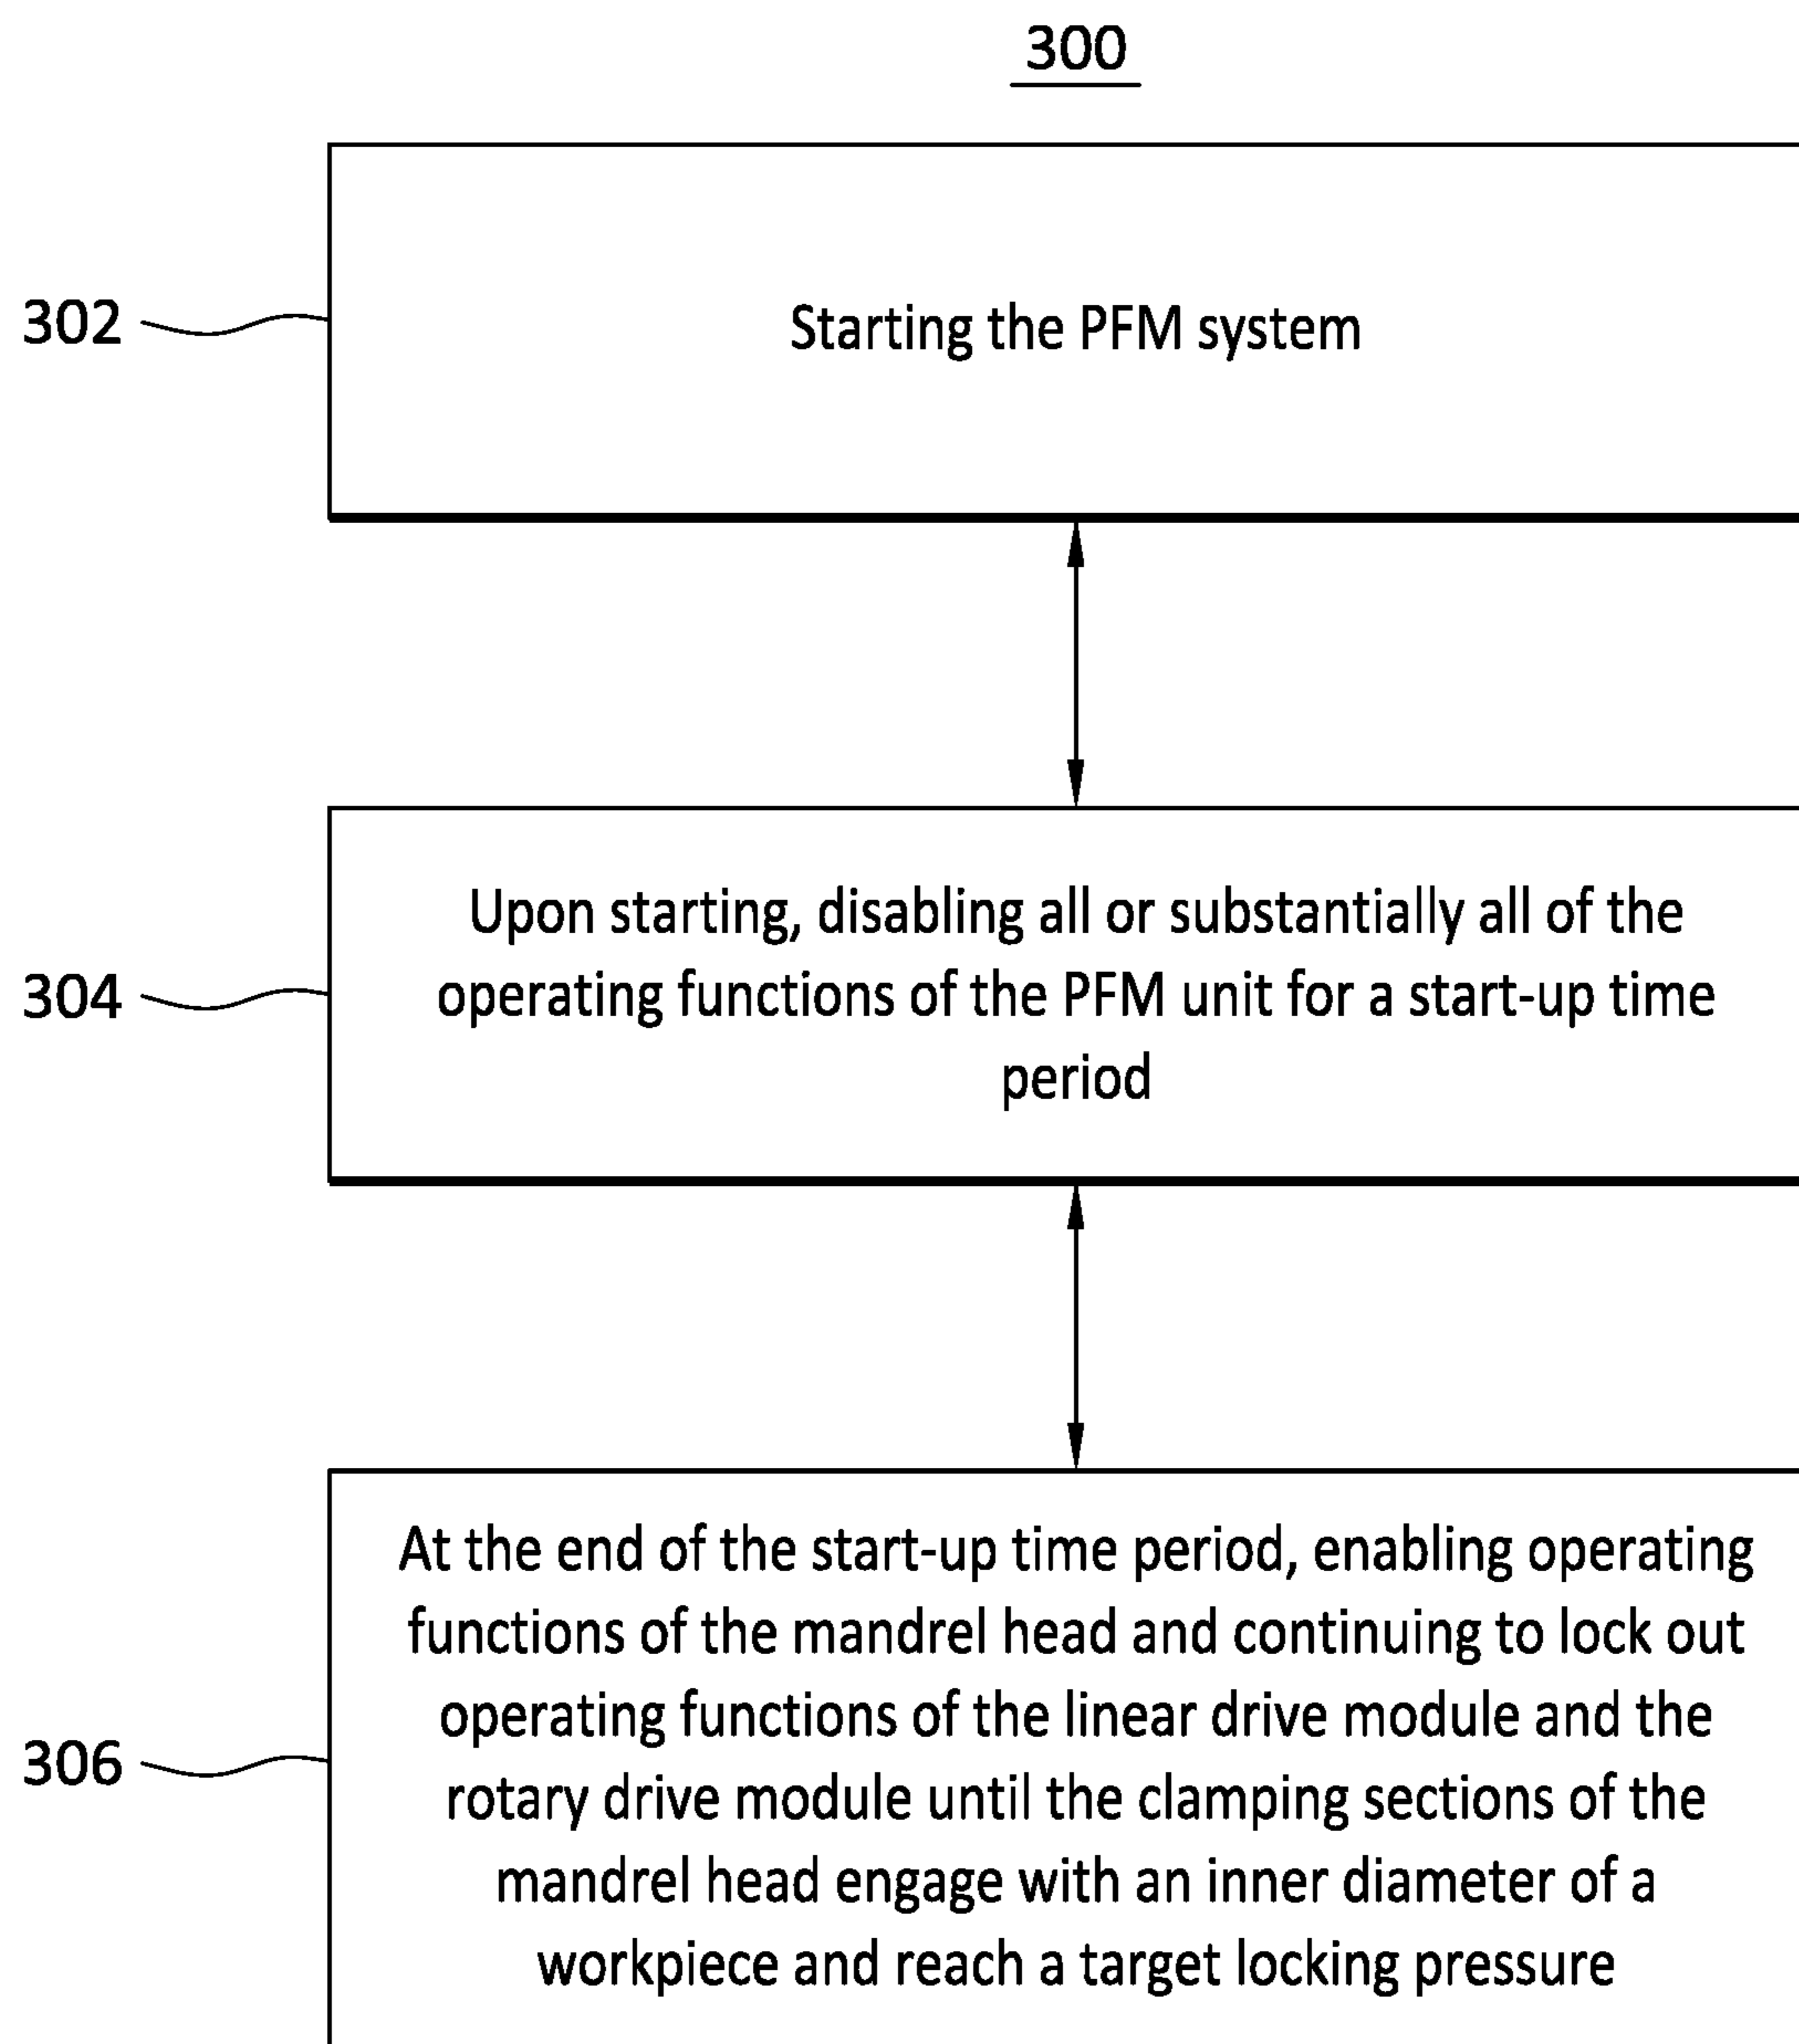 300
302
Starting the PFM system
304
Upon starting, disabling all or substantially all of the
operating functions of the PFM unit for a start-up time
period
306
At the end of the start-up time period, enabling operating
functions of the mandrel head and continuing to lock out
operating functions of the linear drive module and the
rotary drive module until the clamping sections of the
mandrel head engage with an inner diameter of a
workpiece and reach a target locking pressure